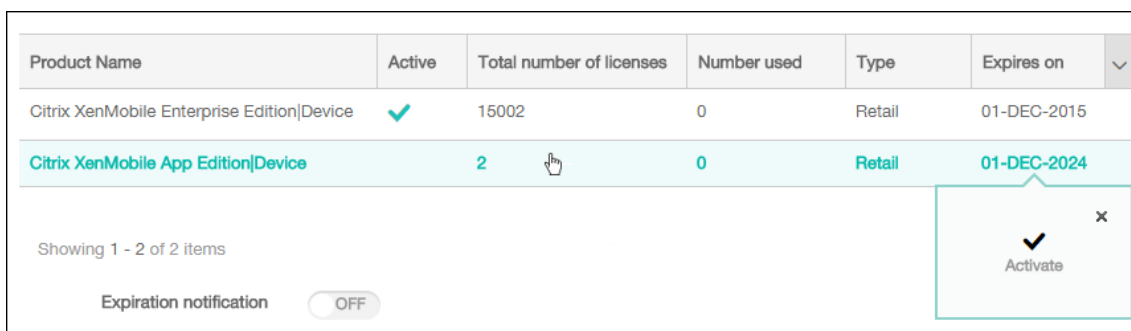 Product Name Active Total number of licenses Number used Type Expires on
Citrix XenMobile Enterprise Edition|Device 15002 0 Retail 01-DEC-2015
Citrix XenMobile App Edition|Device 2 0 Retail 01-DEC-2024
Activate
Showing 1 - 2 of 2 items
Expiration notification OFF